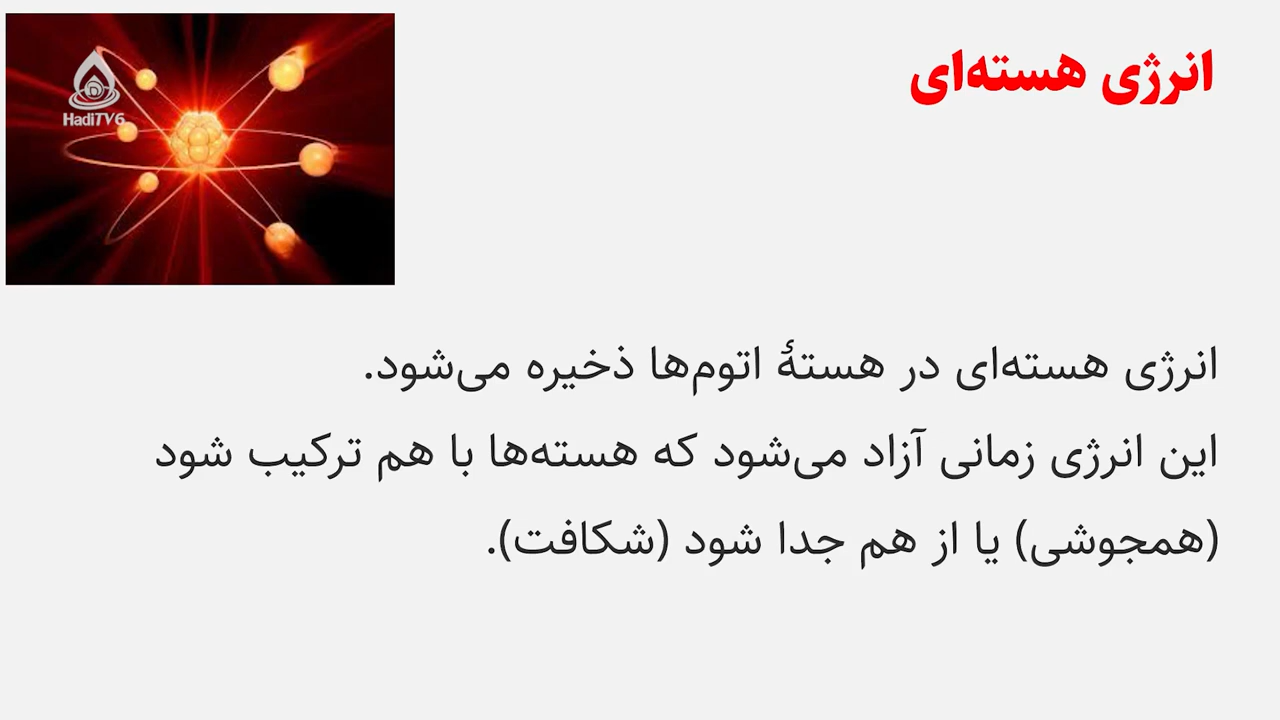 انرژی هسته‌ای
HadiTV6
انرژی هسته‌ای در هستهٔ اتوم‌ها ذخیره می‌شود.
این انرژی زمانی آزاد می‌شود که هسته‌ها با هم ترکیب شود
(همجوشی) یا از هم جدا شود (شکافت).